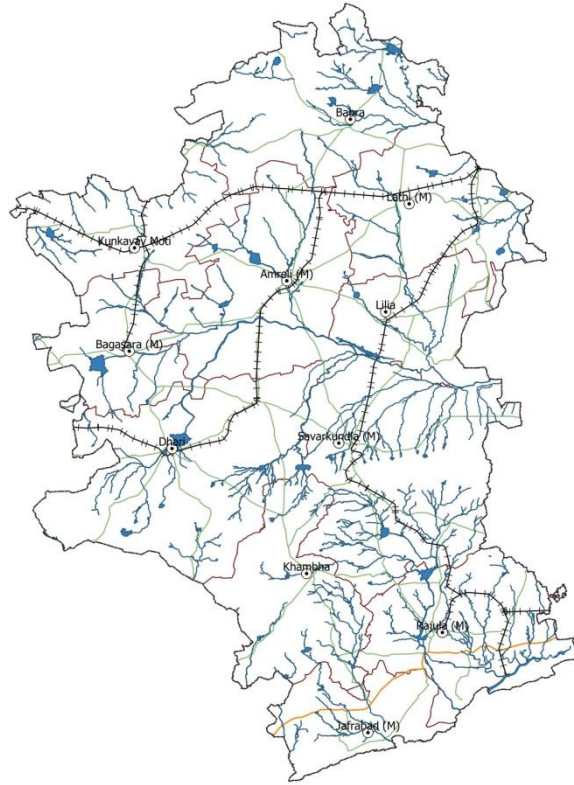 Babra
Lathi (M)
Kunkavav Moti
Amreli (M)
Lilia
Bagasara (M)
Savarkundla (M)
Dhari
Khambha
Rajula (M)
Jafrabad (M)